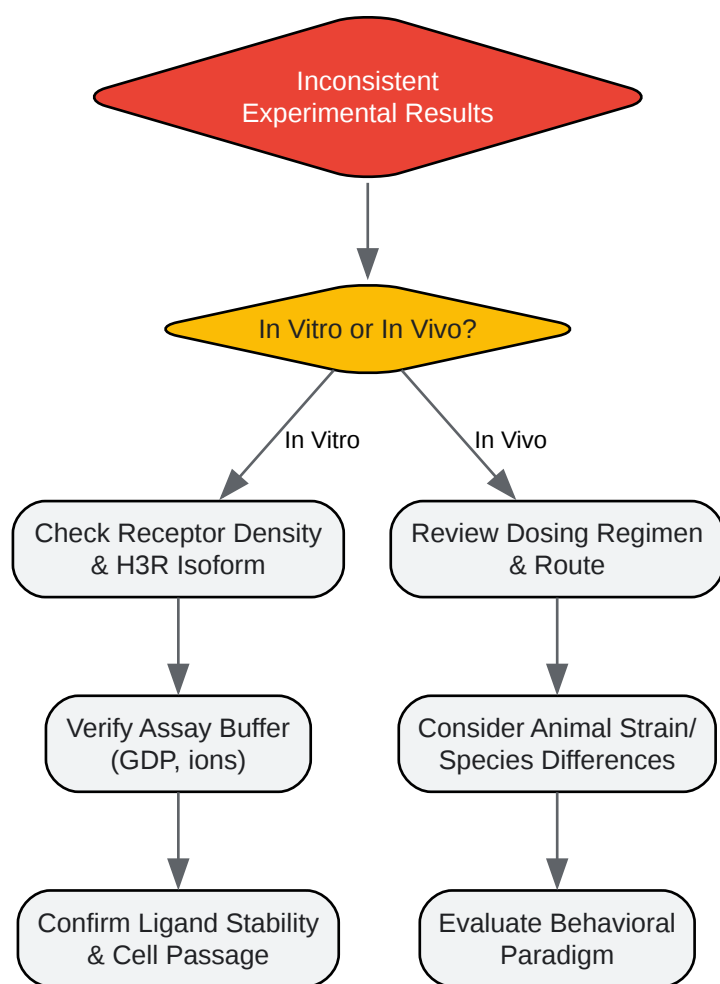 Inconsistent
Experimental Results
In Vitro or In Vivo?
In Vitro
In Vivo
Check Receptor Density
& H3R Isoform
Review Dosing Regimen
& Route
Verify Assay Buffer
(GDP, ions)
Consider Animal Strain/
Species Differences
Confirm Ligand Stability
& Cell Passage
Evaluate Behavioral
Paradigm